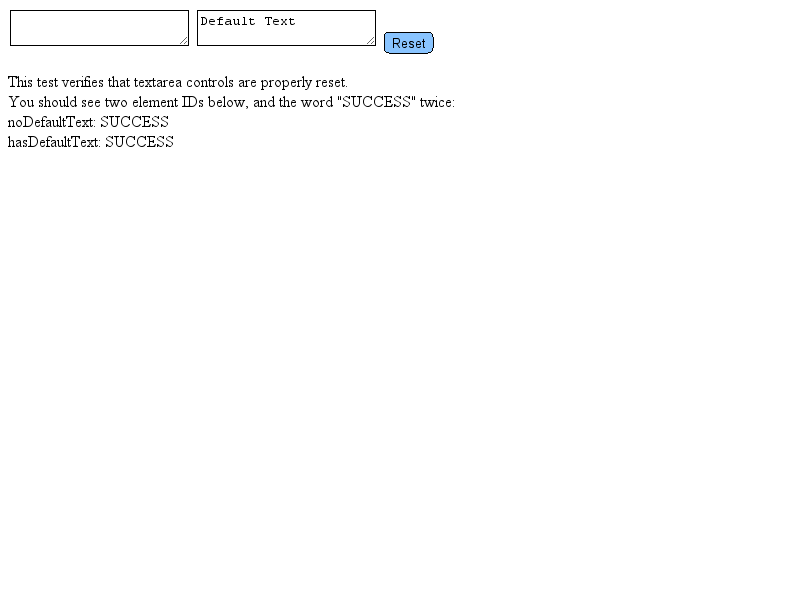 Default Text
Reset
This test verifies that textarea controls are properly reset.
You should see two element IDs below, and the word "SUCCESS" twice:
noDefaultText: SUCCESS
hasDefaultText: SUCCESS